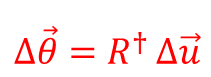 Δθ⃗ = R† Δu⃗